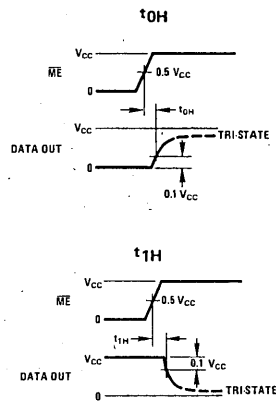 t0H
VCC
ME
0.5 VCC
0
t0H
VCC
TRI-STATE
DATA OUT
0
0.1 VCC
t1H
VCC
ME
0.5 VCC
0
t1H
VCC
0.1
VCC
DATA OUT
0
TRI-STATE